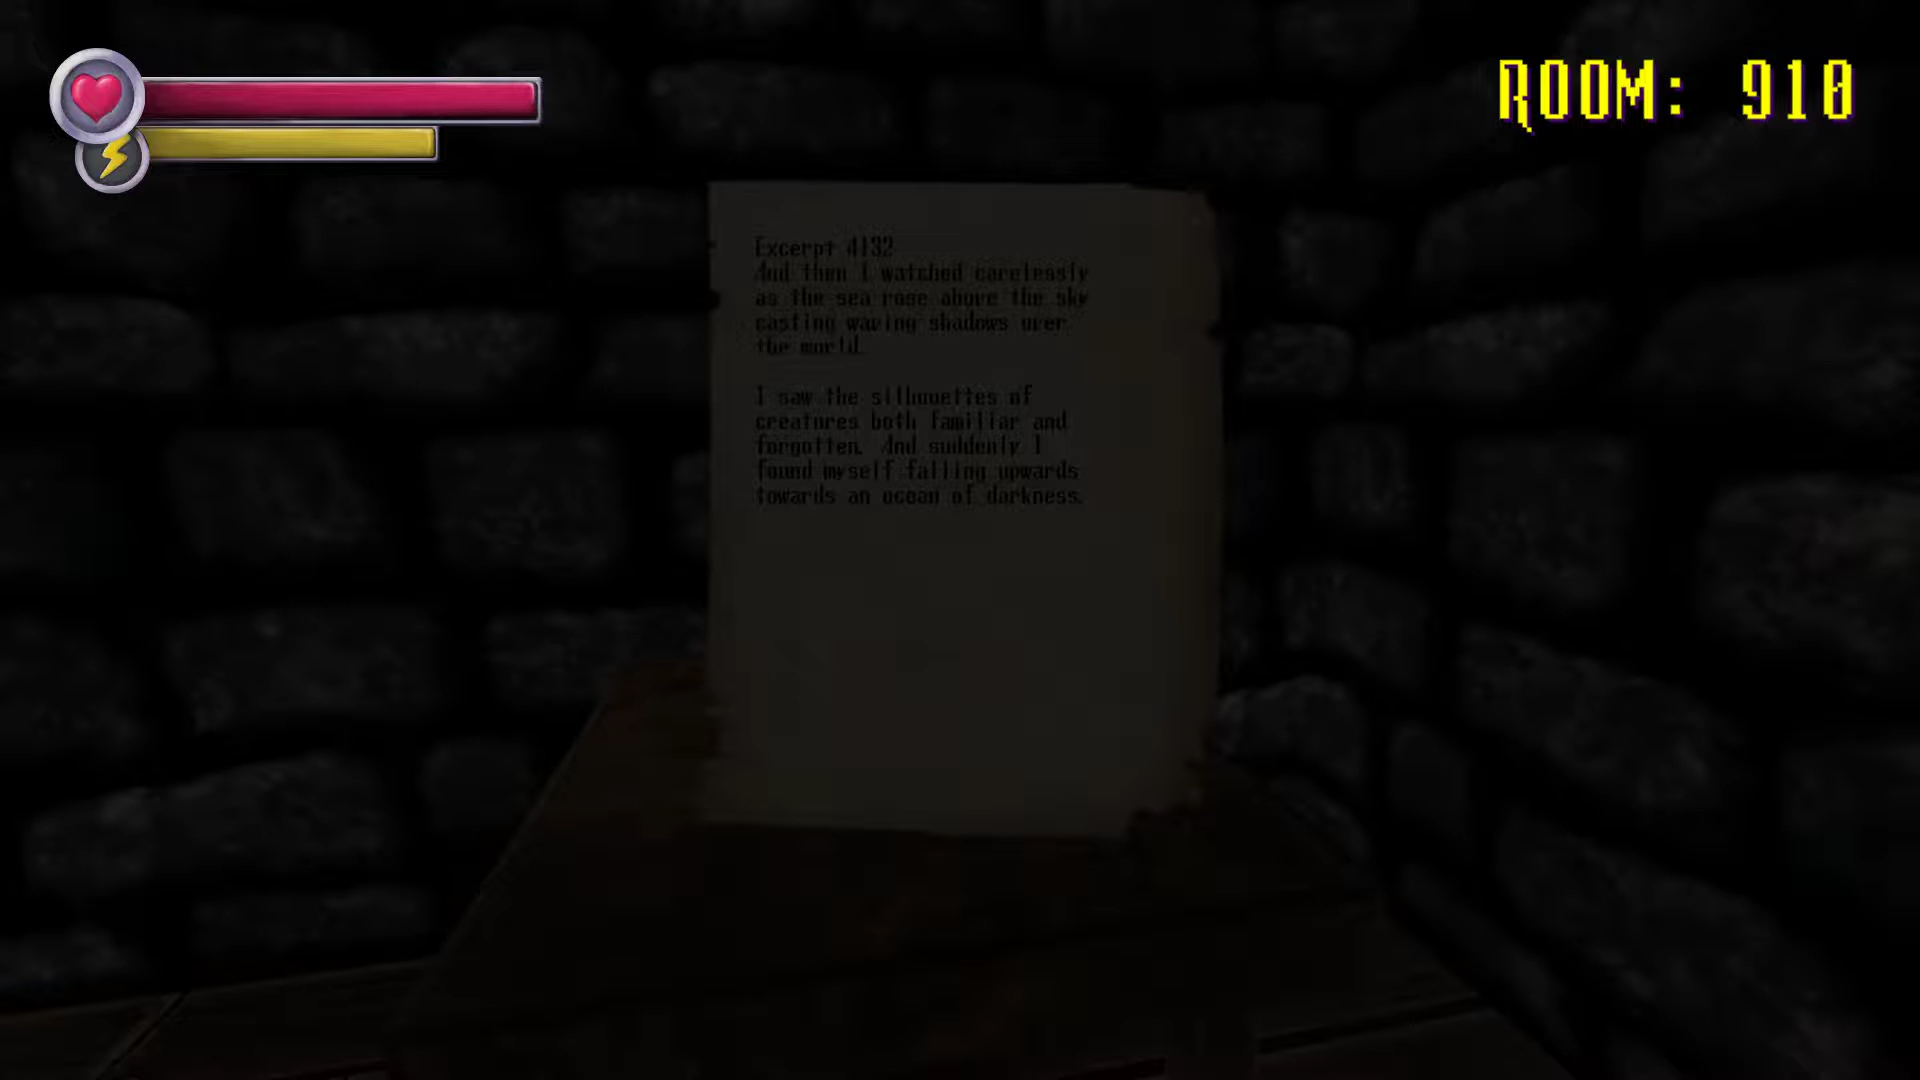 ROOM: 910
Excerpt 4132
And then I watched carelessly
as the sea rose above the sky
casting waving shadows over
the world.
I saw the silhouettes of
creatures both familiar and
forgotten. And suddenly I
found myself falling upwards
towards an ocean of darkness.